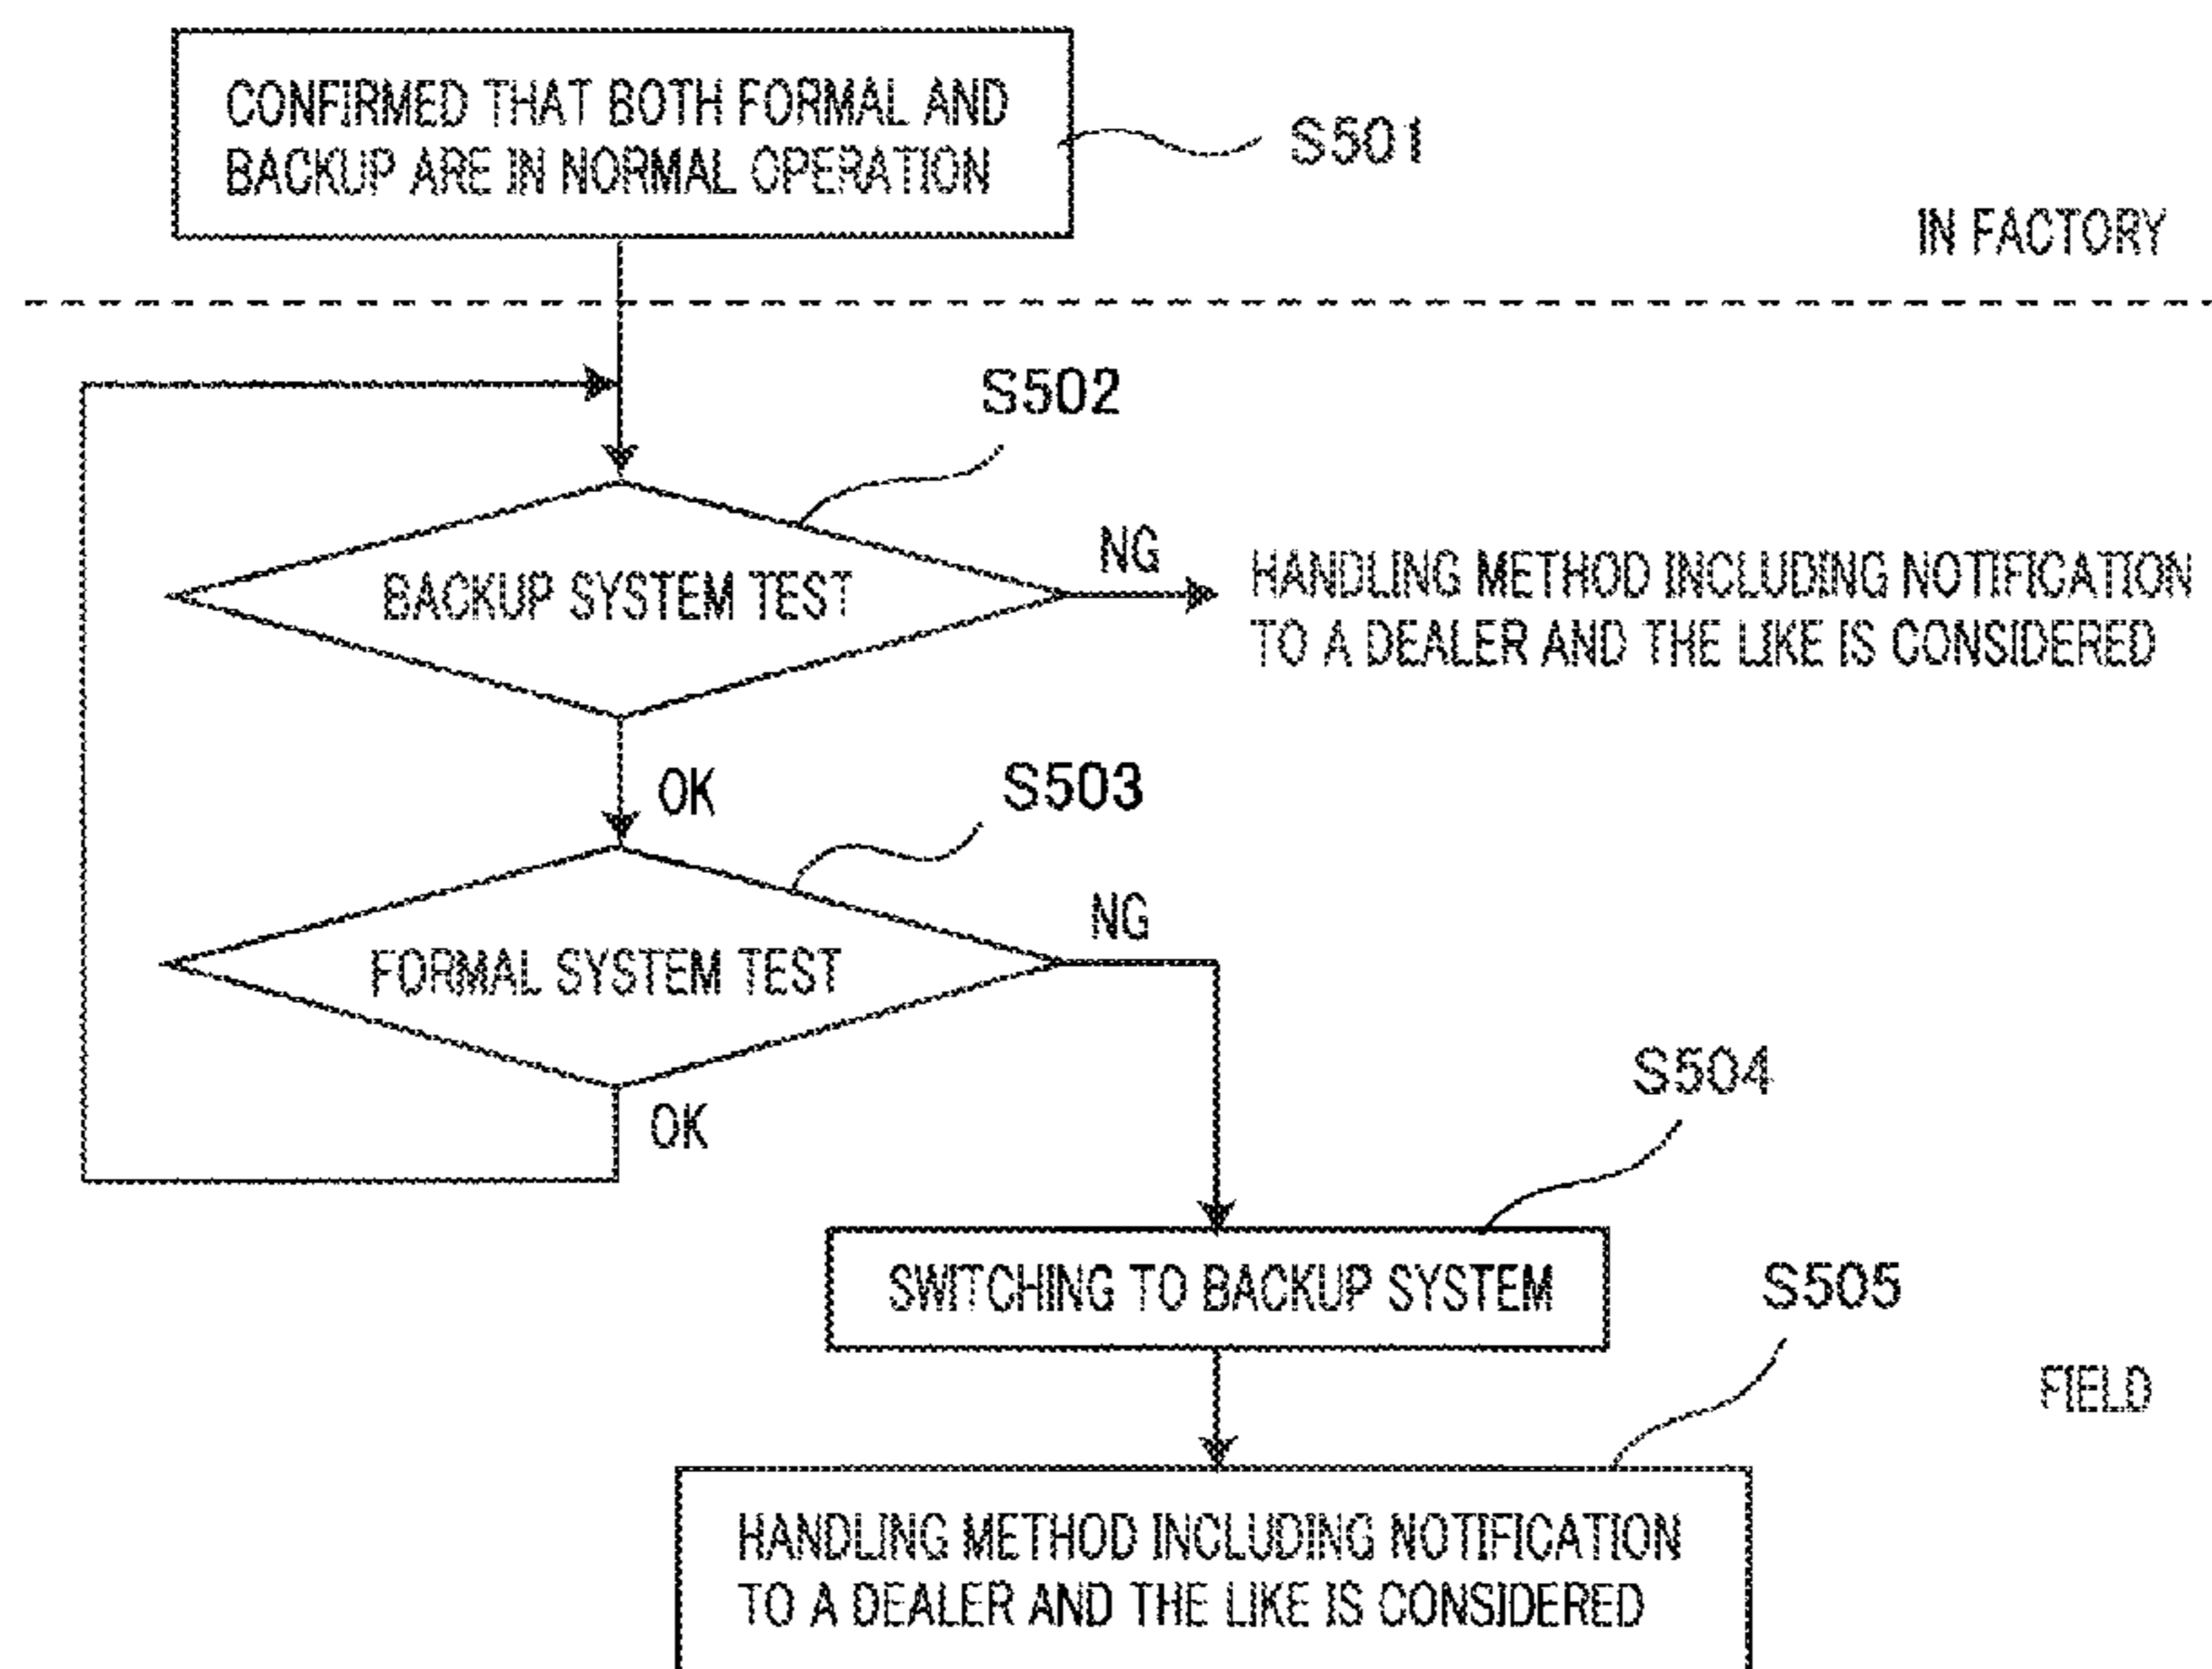 CONFIRMED THAT BOTH FORMAL AND
BACKUP ARE IN NORMAL OPERATION
S501
IN FACTORY
S502
BACKUP SYSTEM TEST
NG
HANDLING METHOD INCLUDING NOTIFICATION
TO A DEALER AND THE LIKE IS CONSIDERED
OK
S503
FORMAL SYSTEM TEST
NG
OK
S504
SWITCHING TO BACKUP SYSTEM
S505
FIELD
HANDLING METHOD INCLUDING NOTIFICATION
TO A DEALER AND THE LIKE IS CONSIDERED